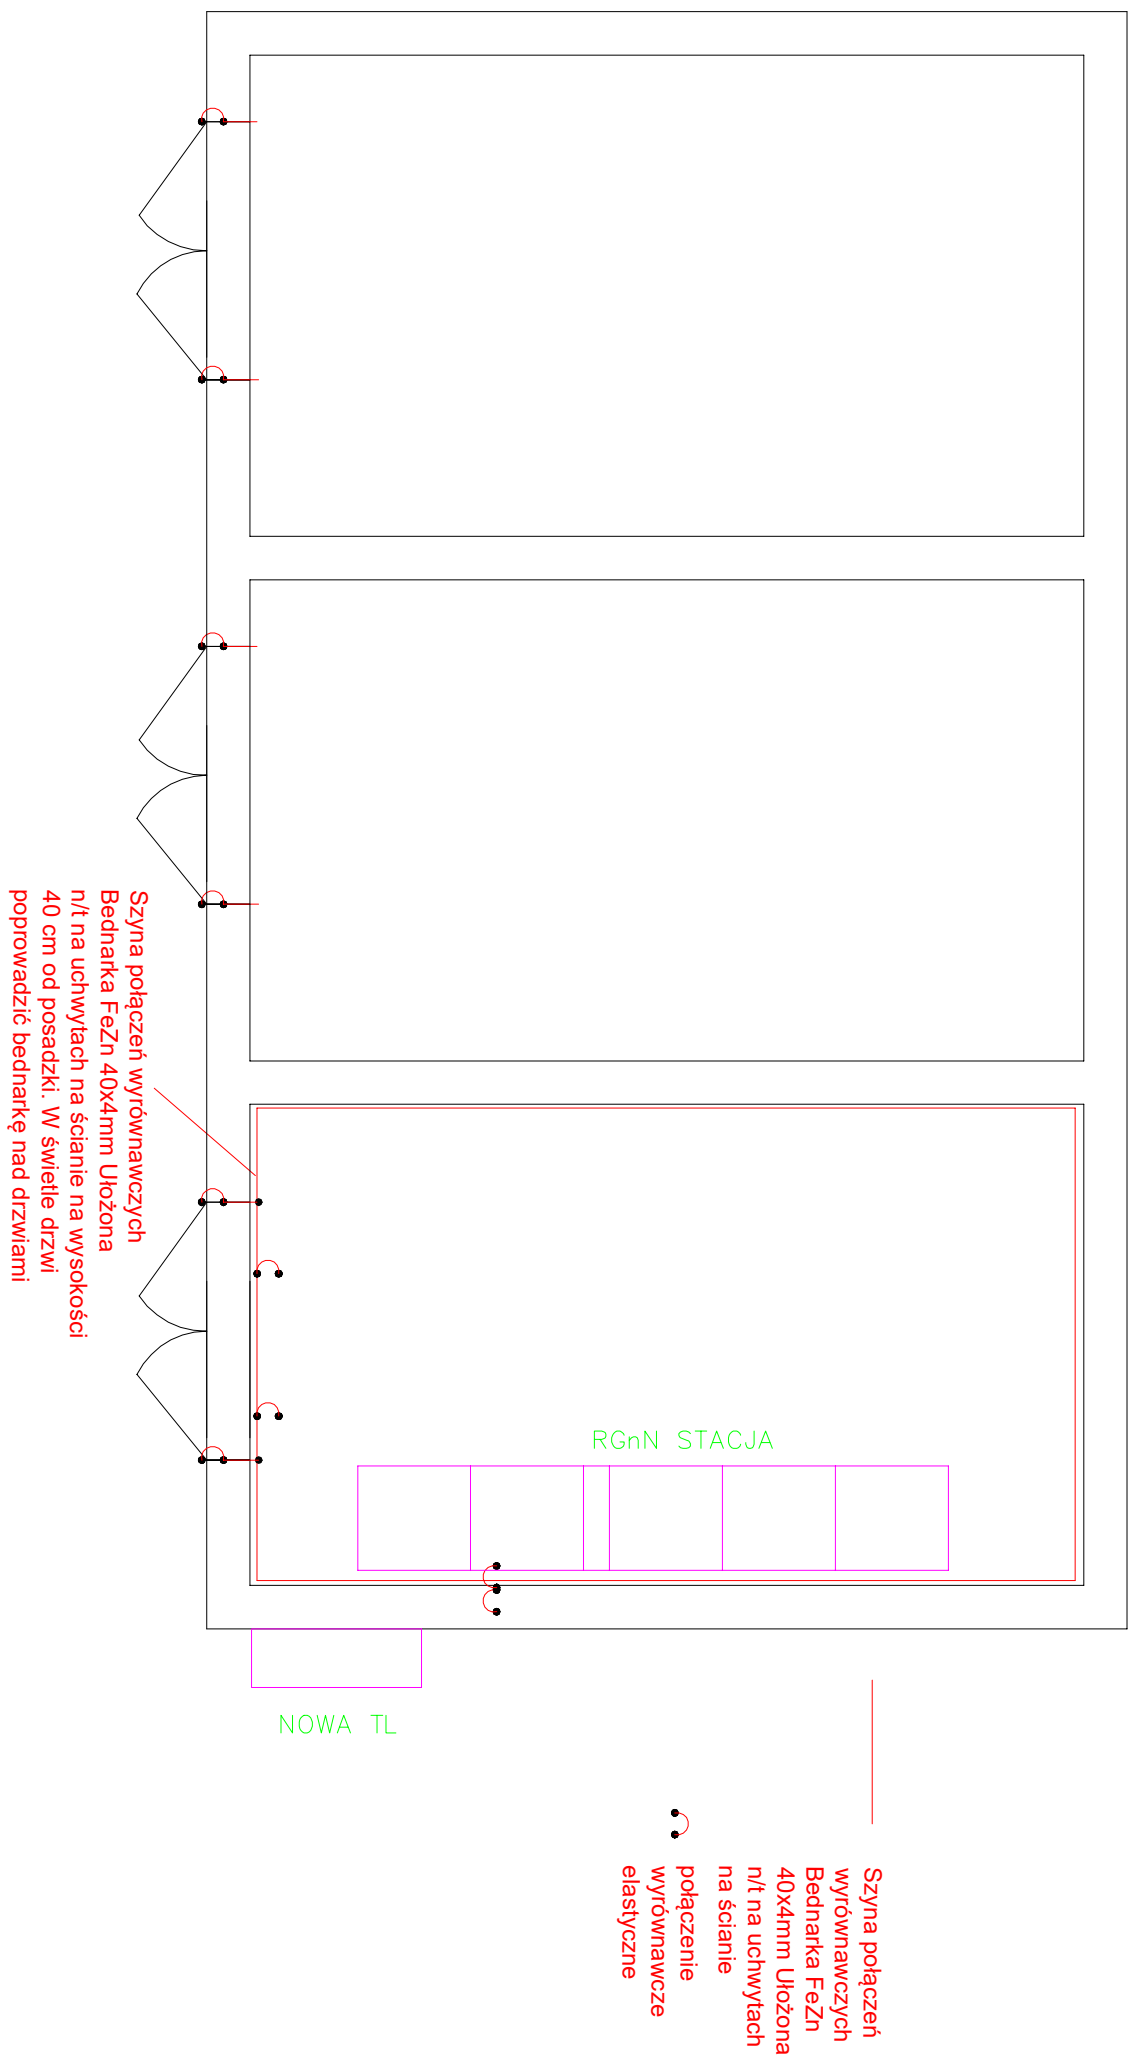 Szyna połączeń wyrównawczych
Bednarka FeZn 40x4mm Ułożona
n/t na uchwytach na ścianie na wysokości
40 cm od posadzki. W świetle drzwi
poprowadzić bednarkę nad drzwiami
RGnN STACJA
NOWA TL
Szyna połączeń
wyrównawczych
Bednarka FeZn
40x4mm Ułożona
n/t na uchwytach
na ścianie
połączenie
wyrównawcze
elastyczne